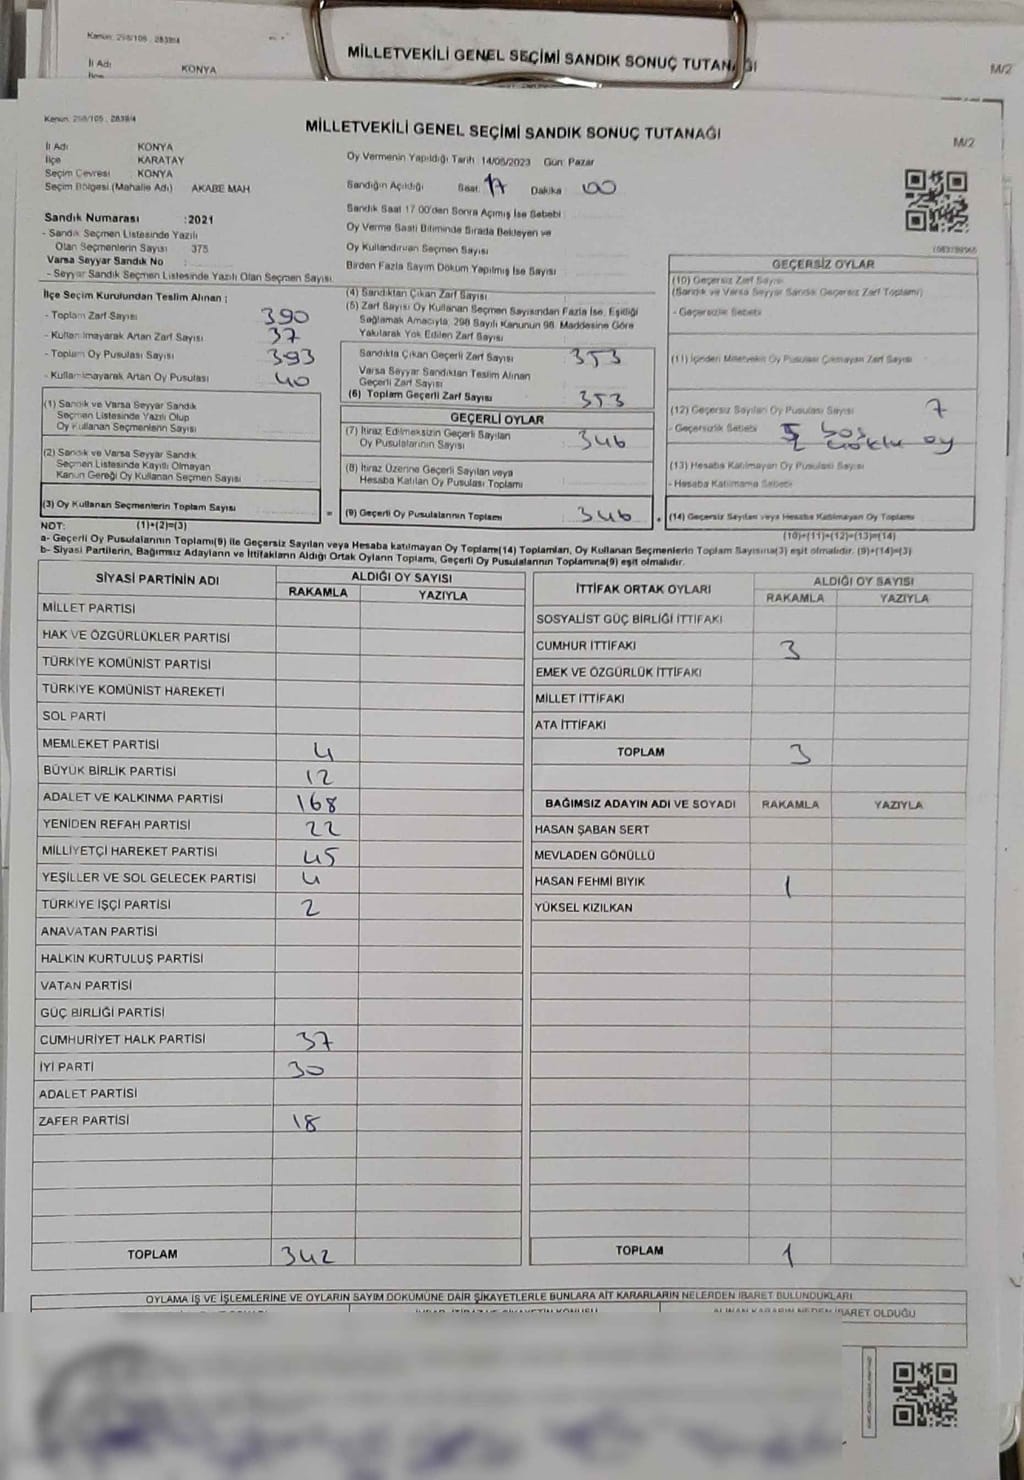 Kanun: 298/105 , 2839/4
MİLLETVEKİLİ GENEL SEÇİMİ SANDIK SONUÇ TUTANAĞI
M/2
İl Adı KONYA
Kanun: 298/105 , 2839/4
MİLLETVEKİLİ GENEL SEÇİMİ SANDIK SONUÇ TUTANAĞI
M/2
İl Adı : KONYA
İlçe : KARATAY
Seçim Çevresi : KONYA
Seçim Bölgesi (Mahalle Adı) AKABE MAH
Oy Vermenin Yapıldığı Tarih 14/05/2023 Gün: Pazar
Sandığın Açıldığı Saat: 17 Dakika : 00
Sandık Saat 17:00'den Sonra Açımış İse Sebebi :
Oy Verme Saati Bitiminde Sırada Bekleyen ve
Oy Kullandırılan Seçmen Sayısı
Birden Fazla Sayım Döküm Yapılmış İse Sayısı
Sandık Numarası : 2021
- Sandık Seçmen Listesinde Yazılı
Olan Seçmenlerin Sayısı 375
Varsa Seyyar Sandık No :
- Seyyar Sandık Seçmen Listesinde Yazılı Olan Seçmen Sayısı
İlçe Seçim Kurulundan Teslim Alınan ;
- Toplam Zarf Sayısı 390
- Kullanılmayarak Artan Zarf Sayısı 37
- Toplam Oy Pusulası Sayısı 393
- Kullanılmayarak Artan Oy Pusulası 40
(1) Sandık ve Varsa Seyyar Sandık
Seçmen Listesinde Yazılı Olup
Oy Kullanan Seçmenlerin Sayısı
(2) Sandık ve Varsa Seyyar Sandık
Seçmen Listesinde Kayıtlı Olmayan
Kanun Gereği Oy Kullanan Seçmen Sayısı
(3) Oy Kullanan Seçmenlerin Toplam Sayısı =
(4) Sandıktan Çıkan Zarf Sayısı
(5) Zarf Sayısı Oy Kullanan Seçmen Sayısından Fazla İse, Eşitliği
Sağlamak Amacıyla, 298 Sayılı Kanunun 98. Maddesine Göre
Yakılarak Yok Edilen Zarf Sayısı
Sandıkta Çıkan Geçerli Zarf Sayısı 353
Varsa Seyyar Sandıktan Teslim Alınan
Geçerli Zarf Sayısı
(6) Toplam Geçerli Zarf Sayısı 353
GEÇERLİ OYLAR
(7) İtiraz Edilmeksizin Geçerli Sayılan
Oy Pusulalarının Sayısı : 346
(8) İtiraz Üzerine Geçerli Sayılan veya
Hesaba Katılan Oy Pusulası Toplamı
(9) Geçerli Oy Pusulalarının Toplamı : 346 +
GEÇERSİZ OYLAR
(10) Geçersiz Zarf Sayısı
(Sandık ve Varsa Seyyar Sandık Geçersiz Zarf Toplamı)
- Geçersizlik Sebebi
(11) İçinden Milletvekili Oy Pusulası Çıkmayan Zarf Sayısı
(12) Geçersiz Sayılan Oy Pusulası Sayısı 7
- Geçersizlik Sebebi boş
oy
(13) Hesaba Katılmayan Oy Pusulası Sayısı
- Hesaba Katılmama Sebebi
(14) Geçersiz Sayılan veya Hesaba Katılmayan Oy Toplamı
NOT: (1)+(2)=(3)
(10)+(11)+(12)+(13)=(14)
a- Geçerli Oy Pusulalarının Toplamı(9) ile Geçersiz Sayılan veya Hesaba katılmayan Oy Toplamı(14) Toplamları, Oy Kullanan Seçmenlerin Toplam Sayısına(3) eşit olmalıdır. (9)+(14)=(3)
b- Siyasi Partilerin, Bağımsız Adayların ve İttifakların Aldığı Ortak Oyların Toplamı, Geçerli Oy Pusulalarının Toplamına(9) eşit olmalıdır.
SİYASİ PARTİNİN ADI ALDIĞI OY SAYISI
RAKAMLA YAZIYLA
MİLLET PARTİSİ
HAK VE ÖZGÜRLÜKLER PARTİSİ
TÜRKİYE KOMÜNİST PARTİSİ
TÜRKİYE KOMÜNİST HAREKETİ
SOL PARTİ
MEMLEKET PARTİSİ 4
BÜYÜK BİRLİK PARTİSİ 12
ADALET VE KALKINMA PARTİSİ 168
YENİDEN REFAH PARTİSİ 22
MİLLİYETÇİ HAREKET PARTİSİ 45
YEŞİLLER VE SOL GELECEK PARTİSİ 4
TÜRKİYE İŞÇİ PARTİSİ 2
ANAVATAN PARTİSİ
HALKIN KURTULUŞ PARTİSİ
VATAN PARTİSİ
GÜÇ BİRLİĞİ PARTİSİ
CUMHURİYET HALK PARTİSİ 37
İYİ PARTİ 30
ADALET PARTİSİ
ZAFER PARTİSİ 18
TOPLAM 342
İTTİFAK ORTAK OYLARI ALDIĞI OY SAYISI
RAKAMLA YAZIYLA
SOSYALİST GÜÇ BİRLİĞİ İTTİFAKI
CUMHUR İTTİFAKI 3
EMEK VE ÖZGÜRLÜK İTTİFAKI
MİLLET İTTİFAKI
ATA İTTİFAKI
TOPLAM 3
BAĞIMSIZ ADAYIN ADI VE SOYADI RAKAMLA YAZIYLA
HASAN ŞABAN SERT
MEVLADEN GÖNÜLLÜ
HASAN FEHMİ BIYIK 1
YÜKSEL KIZILKAN
TOPLAM 1
OYLAMA İŞ VE İŞLEMLERİNE VE OYLARIN SAYIM DÖKÜMÜNE DAİR ŞİKAYETLERLE BUNLARA AİT KARARLARIN NELERDEN İBARET BULUNDUKLARI
ALINAN KARARIN NEDEN İBARET OLDUĞU